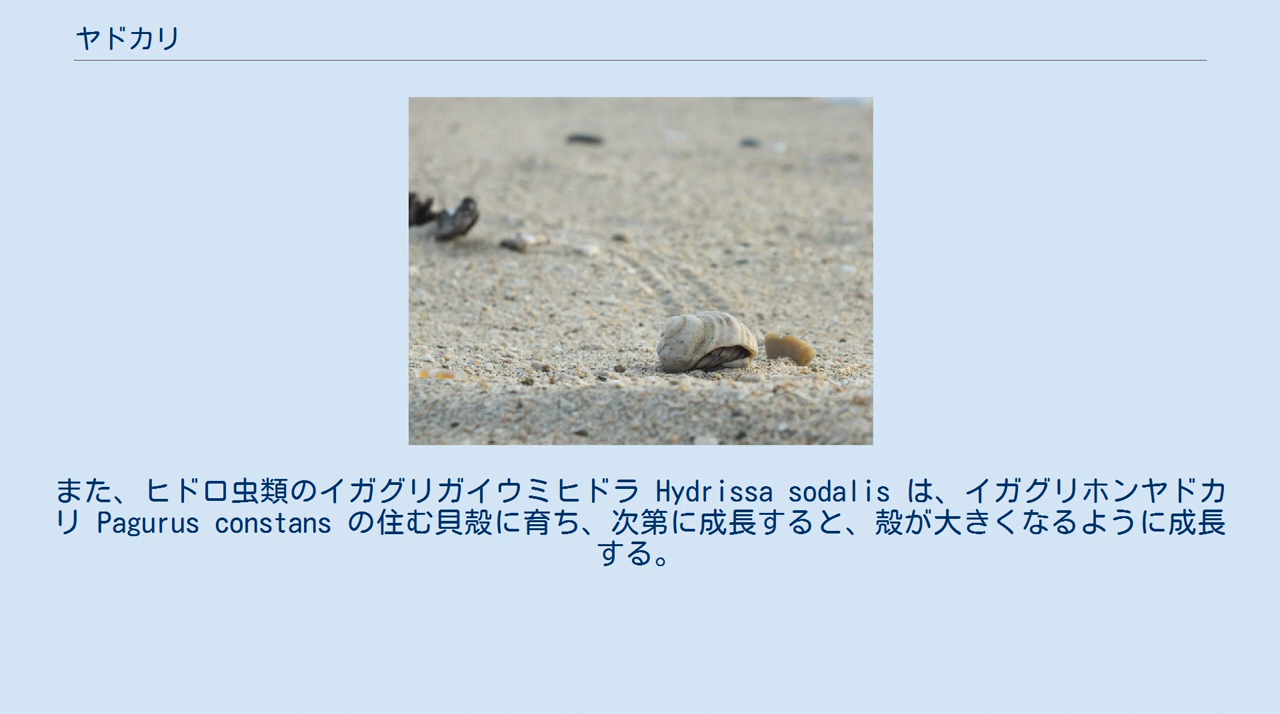 ヤドカリ
また、ヒドロ虫類のイガグリガイウミヒドラ Hydrissa sodalis は、イガグリホンヤドカ
リ Pagurus constans の住む貝殻に育ち、次第に成長すると、殻が大きくなるように成長
する。